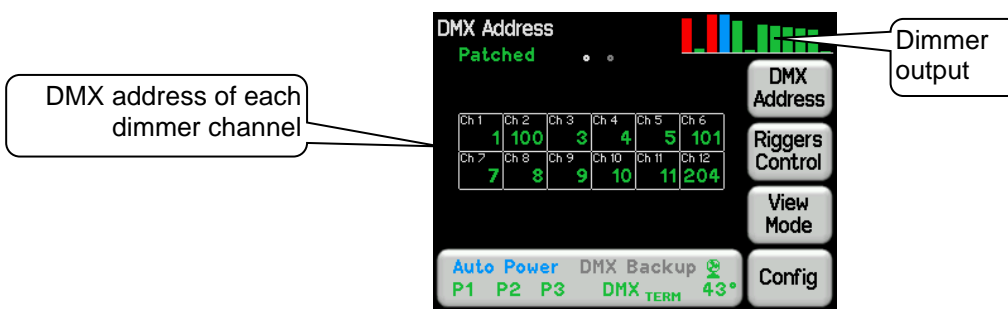 DMX Address
Patched
Dimmer
output
DMX address of each
dimmer channel
DMX
Address
Riggers
Control
View
Mode
Config
Ch 1 Ch 2 Ch 3 Ch 4 Ch 5 Ch 6
1 100 3 4 5 101
Ch 7 Ch 8 Ch 9 Ch 10 Ch 11 Ch 12
7 8 9 10 11 204
Auto Power DMX Backup
P1 P2 P3 DMX TERM 43°